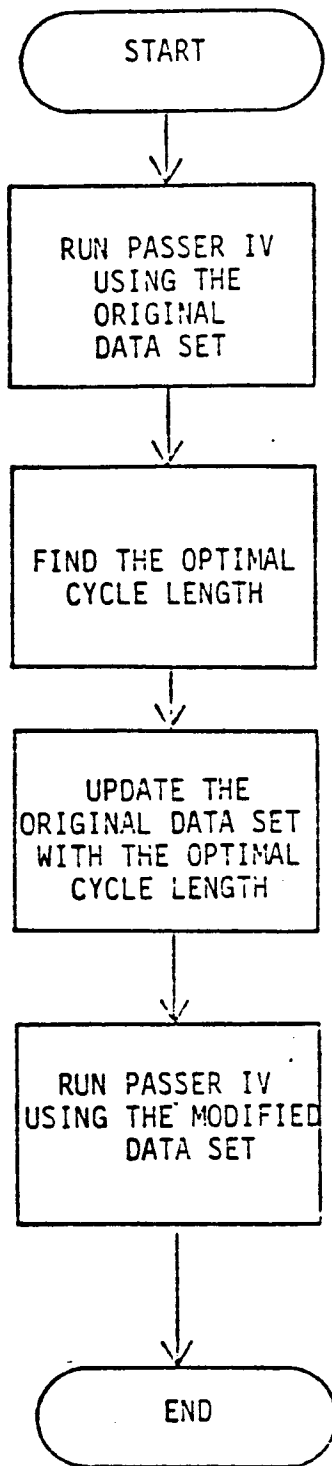 START
RUN PASSER IV
USING THE
ORIGINAL
DATA SET
FIND THE OPTIMAL
CYCLE LENGTH
UPDATE THE
ORIGINAL DATA SET
WITH THE OPTIMAL
CYCLE LENGTH
RUN PASSER IV
USING THE MODIFIED
DATA SET
END